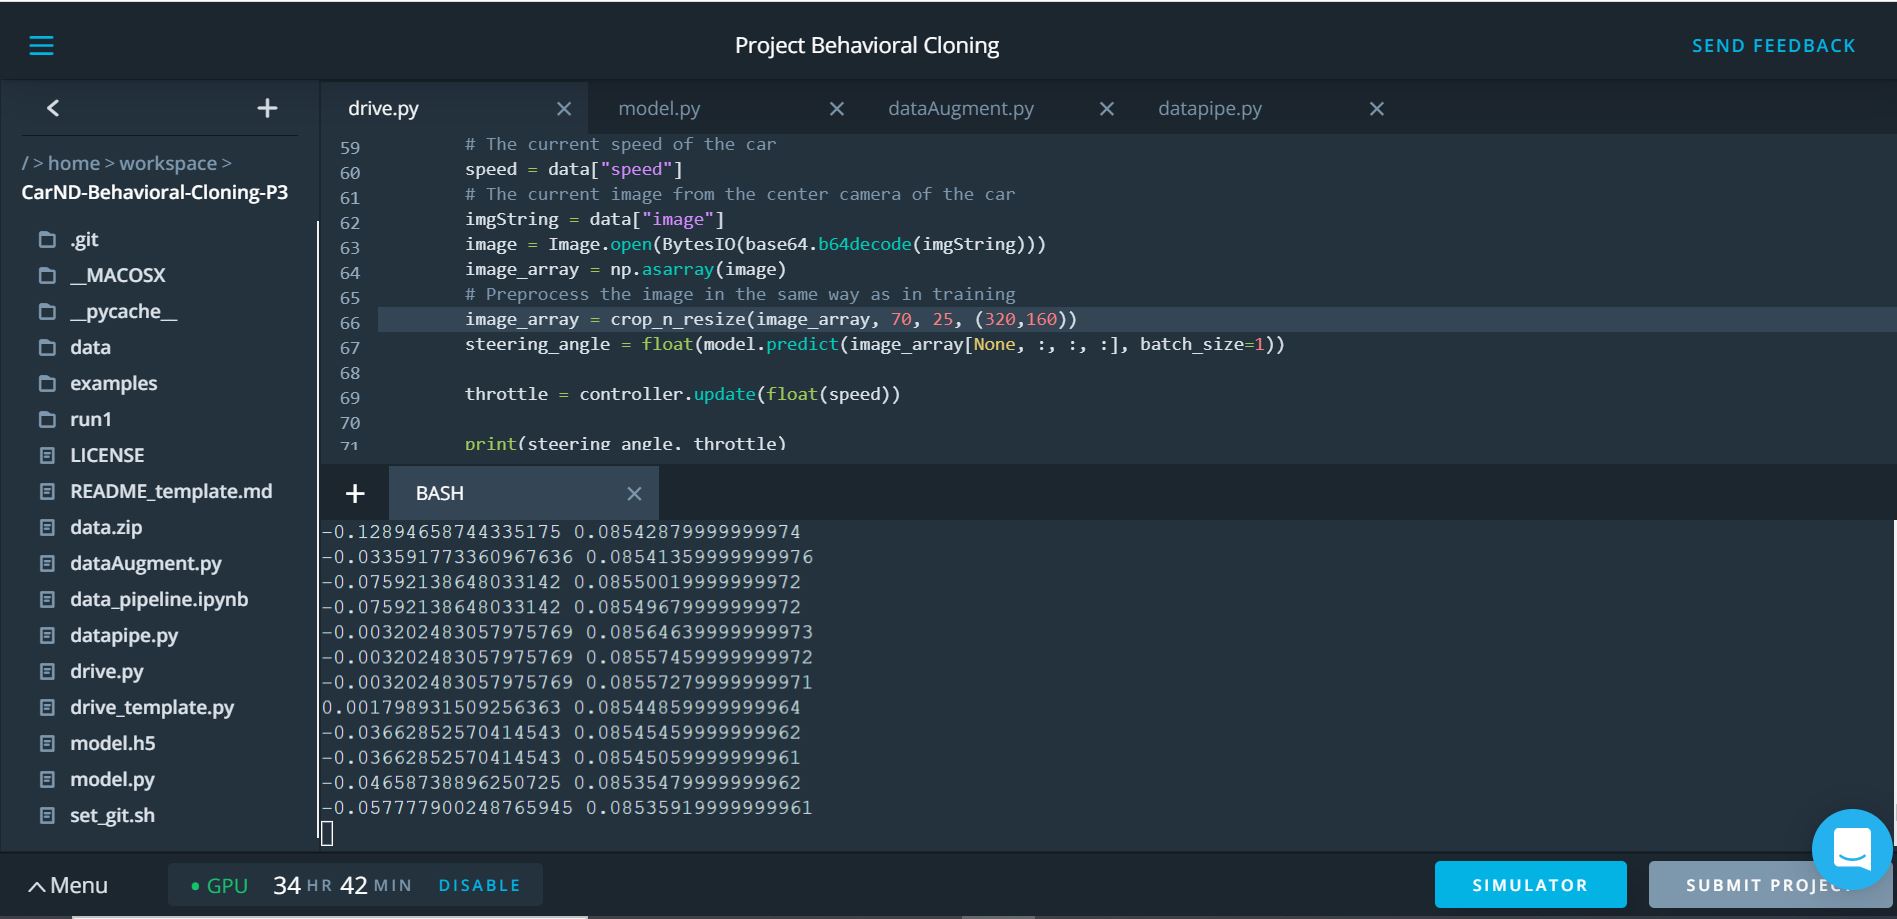 Project Behavioral Cloning
SEND FEEDBACK
/ > home > workspace >
CarND-Behavioral-Cloning-P3
.git
__MACOSX
__pycache__
data
examples
run1
LICENSE
README_template.md
data.zip
dataAugment.py
data_pipeline.ipynb
datapipe.py
drive.py
drive_template.py
model.h5
model.py
set_git.sh
drive.py
model.py
dataAugment.py
datapipe.py
59 # The current speed of the car
60 speed = data["speed"]
61 # The current image from the center camera of the car
62 imgString = data["image"]
63 image = Image.open(BytesIO(base64.b64decode(imgString)))
64 image_array = np.asarray(image)
65 # Preprocess the image in the same way as in training
66 image_array = crop_n_resize(image_array, 70, 25, (320,160))
67 steering_angle = float(model.predict(image_array[None, :, :, :], batch_size=1))
68
69 throttle = controller.update(float(speed))
70
71 print(steering_angle, throttle)
BASH
-0.12894658744335175 0.08542879999999974
-0.033591773360967636 0.08541359999999976
-0.07592138648033142 0.08550019999999972
-0.07592138648033142 0.08549679999999972
-0.003202483057975769 0.08564639999999973
-0.003202483057975769 0.08557459999999972
-0.003202483057975769 0.08557279999999971
0.001798931509256363 0.08544859999999964
-0.03662852570414543 0.08545459999999962
-0.03662852570414543 0.08545059999999961
-0.04658738896250725 0.08535479999999962
-0.057777900248765945 0.08535919999999961
Menu
GPU 34 HR 42 MIN DISABLE
SIMULATOR
SUBMIT PROJECT